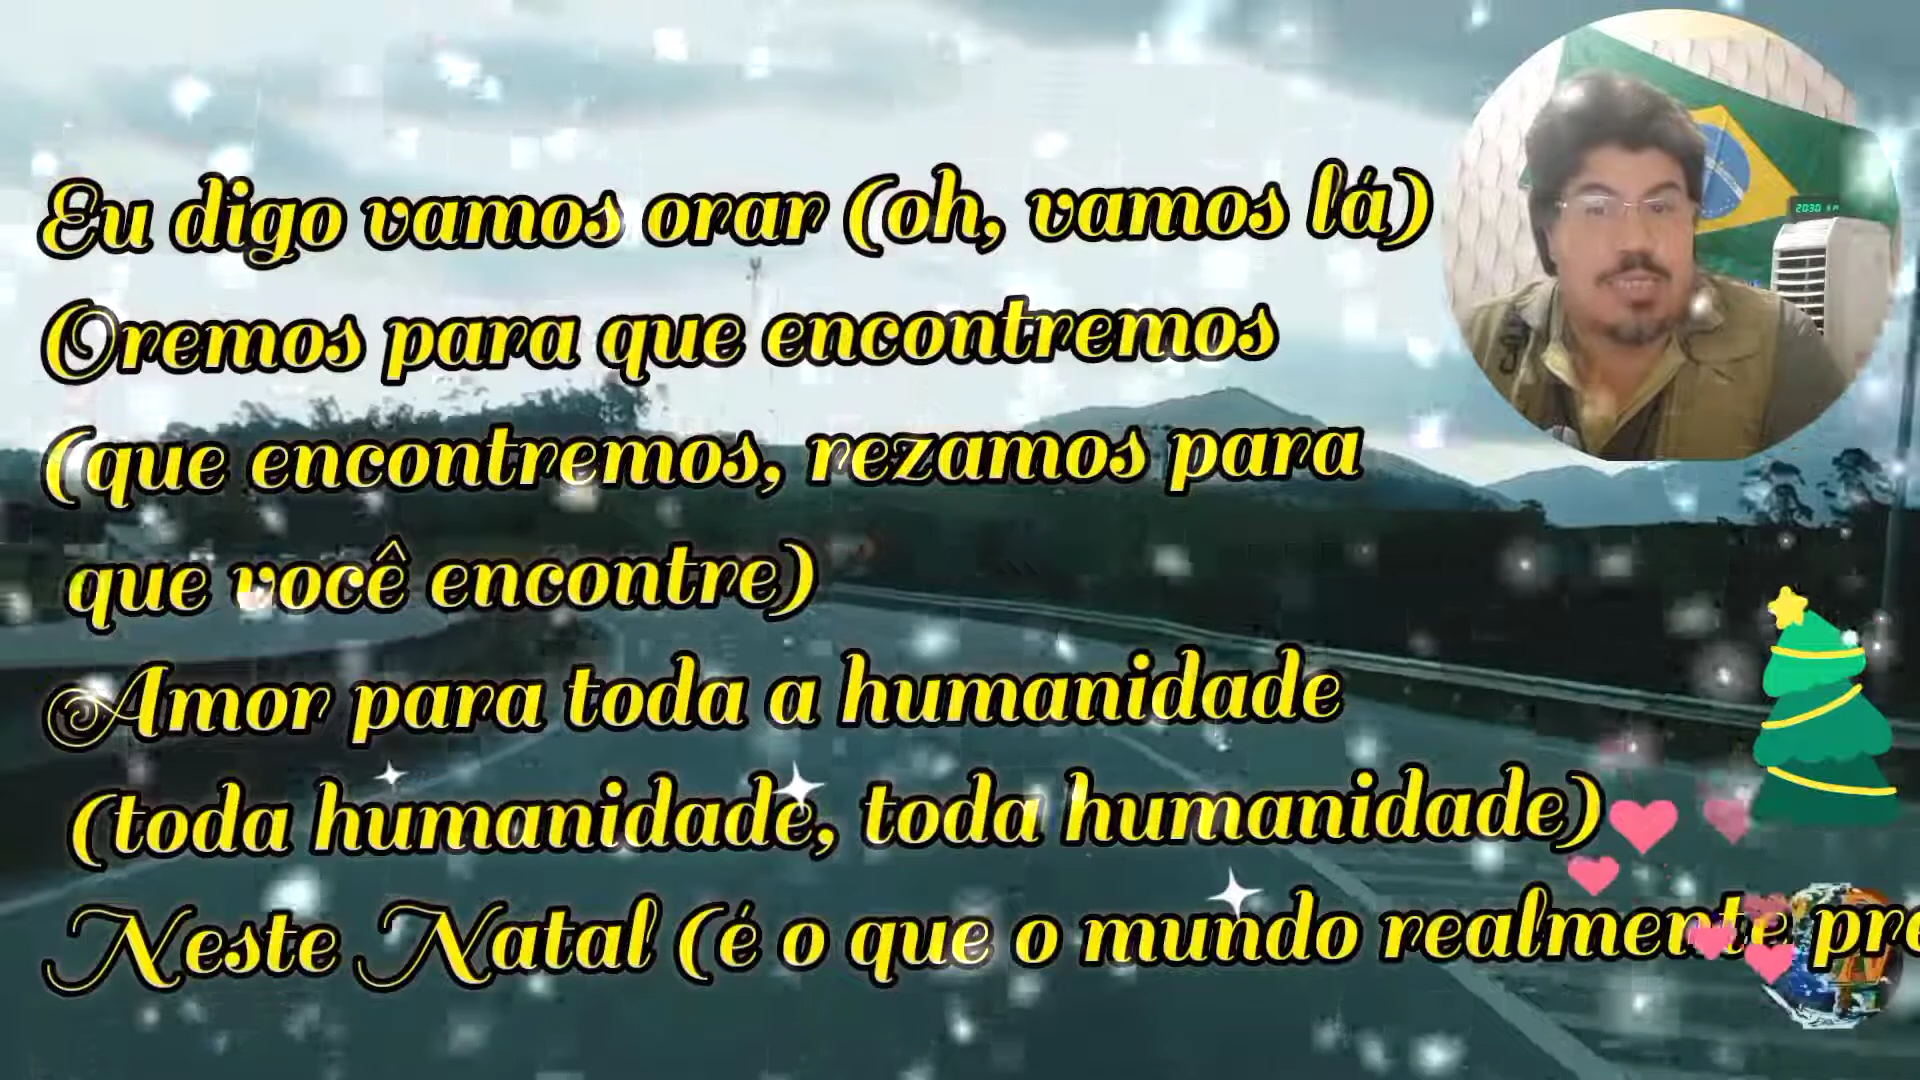 Eu digo vamos orar (oh, vamos lá)
Oremos para que encontremos
(que encontremos, rezamos para
que você encontre)
Amor para toda a humanidade
(toda humanidade, toda humanidade)
Neste Natal (é o que o mundo realmente pre